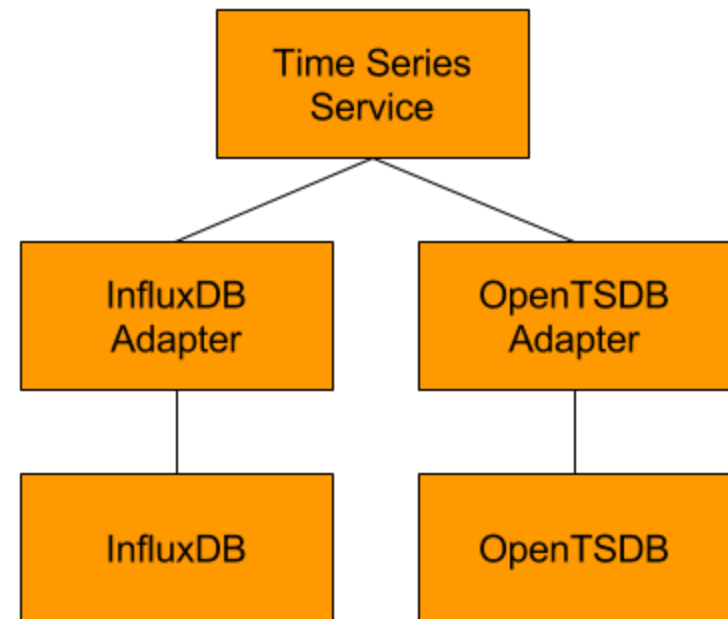 Time Series
Service
InfluxDB
Adapter
OpenTSDB
Adapter
InfluxDB
OpenTSDB